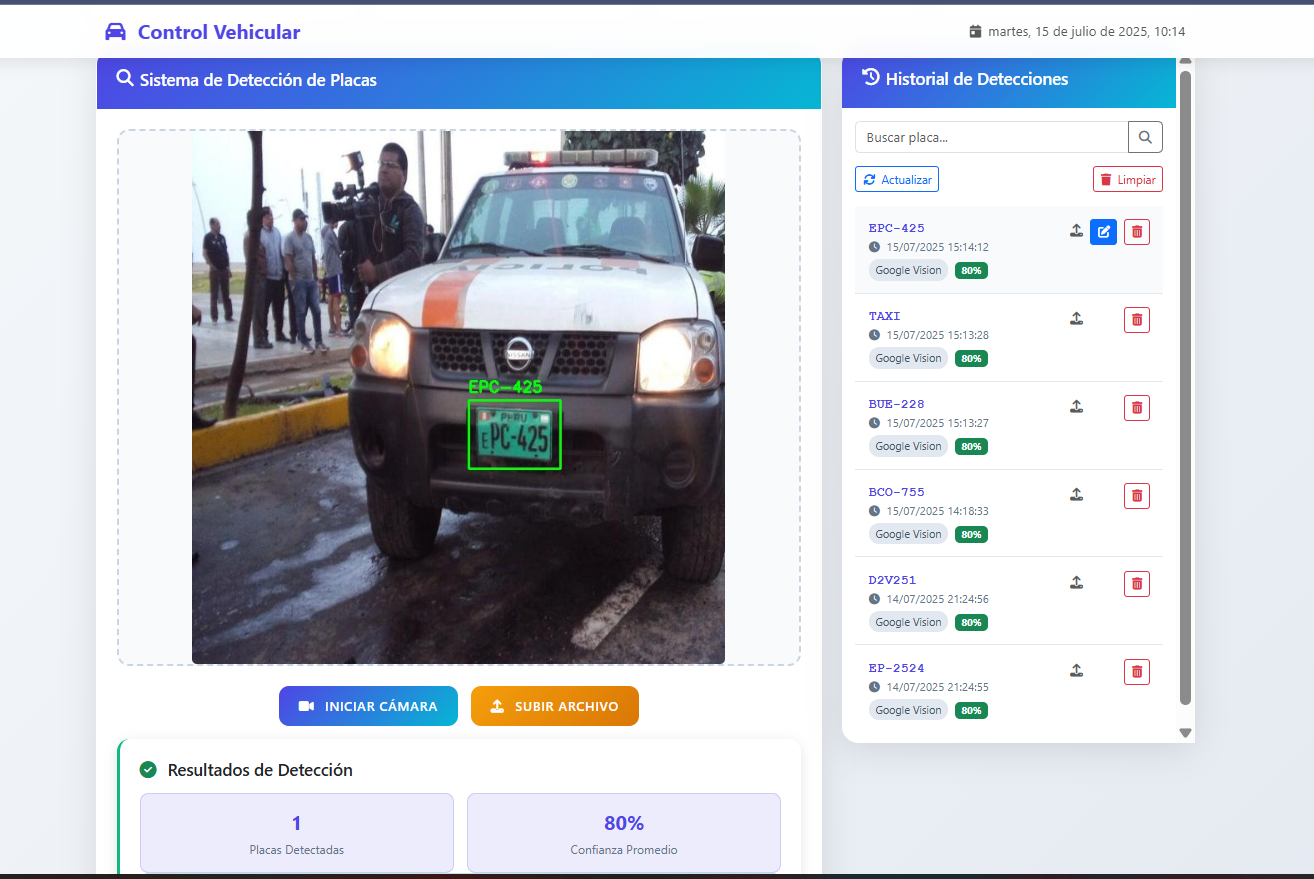 Control Vehicular
martes, 15 de julio de 2025, 10:14
Sistema de Detección de Placas
EPC-425
NISSAN
PERU
EPC-425
INICIAR CÁMARA
SUBIR ARCHIVO
Resultados de Detección
1
Placas Detectadas
80%
Confianza Promedio
Historial de Detecciones
Buscar placa...
Actualizar
Limpiar
EPC-425
15/07/2025 15:14:12
Google Vision 80%
TAXI
15/07/2025 15:13:28
Google Vision 80%
BUE-228
15/07/2025 15:13:27
Google Vision 80%
BCO-755
15/07/2025 14:18:33
Google Vision 80%
D2V251
14/07/2025 21:24:56
Google Vision 80%
EP-2524
14/07/2025 21:24:55
Google Vision 80%